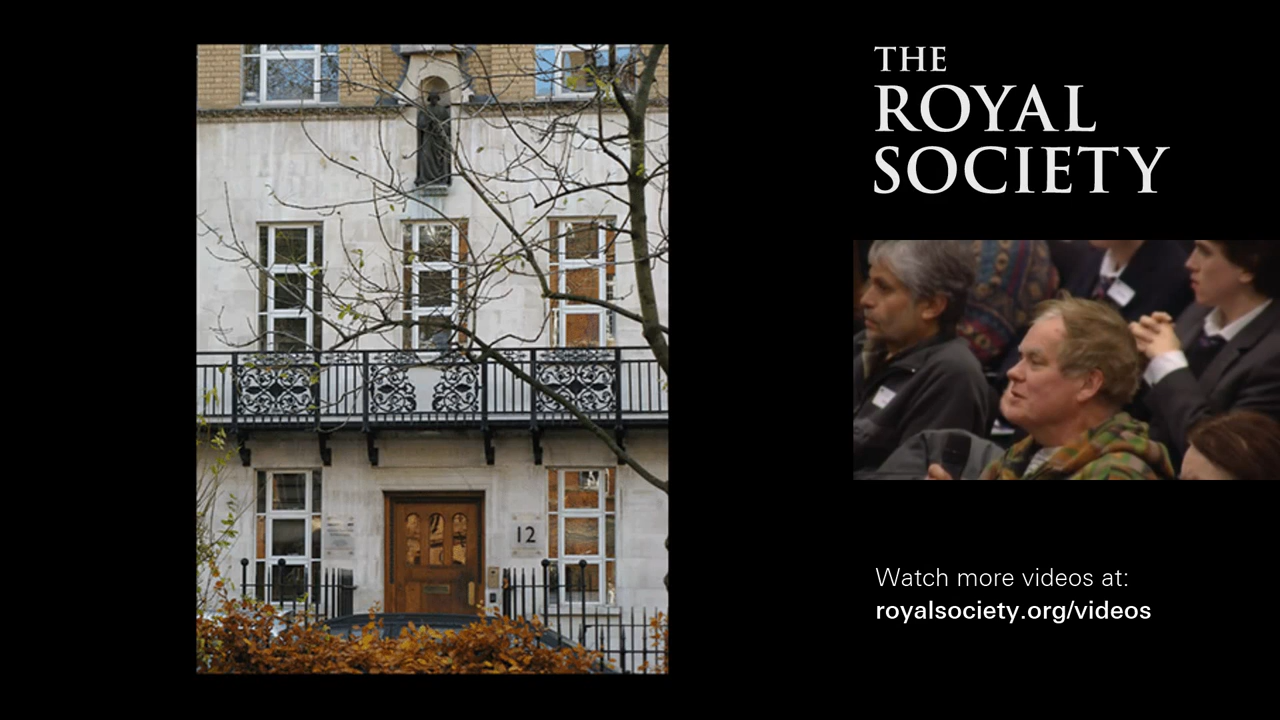 THE
ROYAL
SOCIETY
12
Watch more videos at:
royalsociety.org/videos